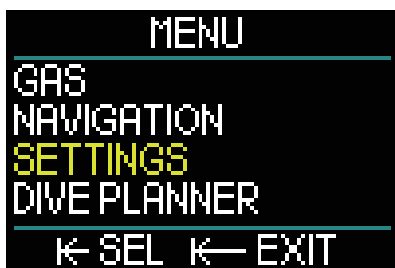 MENU
GAS
NAVIGATION
SETTINGS
DIVE PLANNER
SEL EXIT